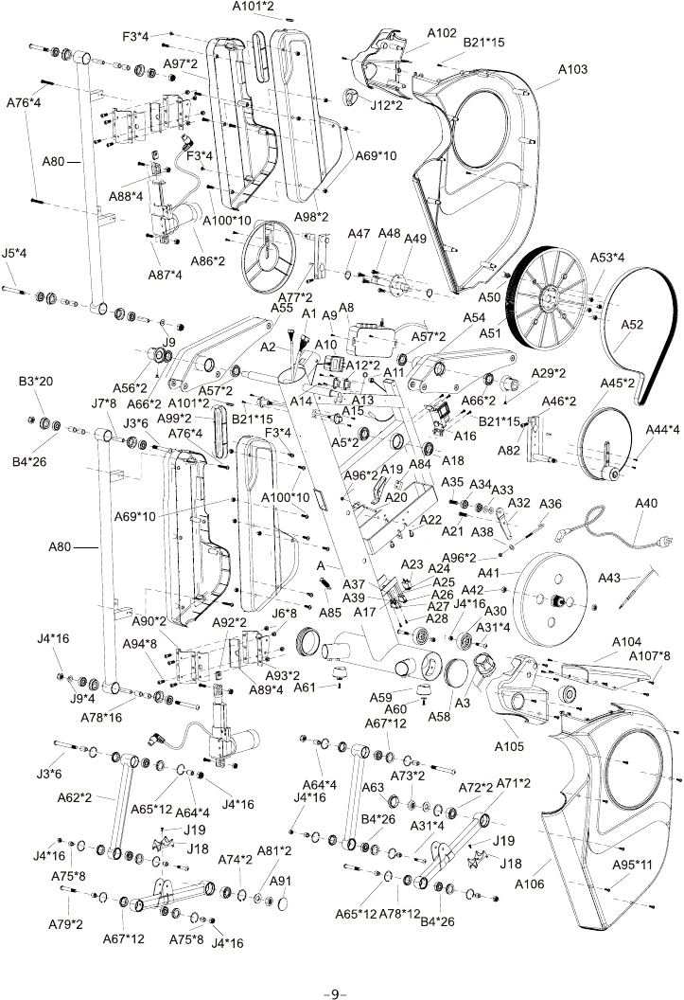 A101*2
F3*4
A102
B21*15
A97*2
A103
A76*4
J12*2
A80
F3*4
A69*10
A88*4
A100*10
A98*2
A86*2
J5*4
A87*4
A77*2
A47
A48
A49
A53*4
A50
A55
A1
A9
A8
A54
A51
A52
A2
A10
A57*2
J9
A12*2
A11
A29*2
A45*2
B3*20
A56*2
A66*2
A57*2
A14
A13
A66*2
A46*2
J7*8
A101*2
A99*2
B21*15
A15
B21*15
J3*6
A76*4
F3*4
A16
A82
A44*4
B4*26
A5*2
A18
A96*2
A19
A84
A35
A34
A33
A100*10
A20
A32
A36
A40
A69*10
A22
A21
A38
A80
A96*2
A23
A41
A
A24
A43
A37
A25
A42
A39
A26
J4*16
A85
A17
A27
A30
A90*2
A92*2
J6*8
A28
A31*4
J4*16
A94*8
A104
A107*8
A93*2
A89*4
A61
A59
J9*4
A60
A58
A3
A78*16
A67*12
A105
J3*6
A62*2
A65*12
A64*4
J4*16
A64*4
A63
A73*2
A72*2
A71*2
J4*16
J19
B4*26
A31*4
J19
J4*16
J18
A81*2
J18
A75*8
A74*2
A91
A106
A95*11
A79*2
A67*12
A75*8
J4*16
A65*12
A78*12
B4*26
-9-